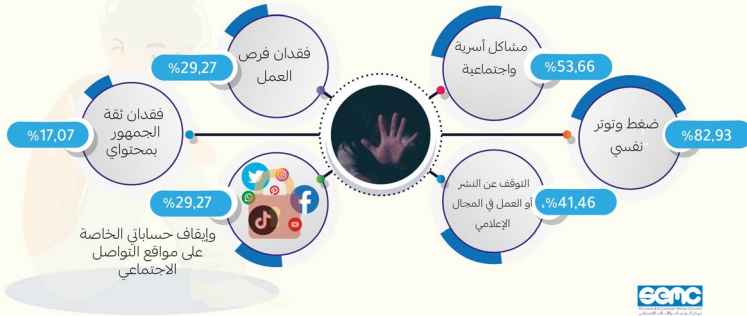 مشاكل أسرية
واجتماعية
%53,66
فقدان فرص
العمل
%29,27
ضغط وتوتر
نفسي
%82,93
فقدان ثقة
الجمهور
بمحتواي
%17,07
التوقف عن النشر
أو العمل في المجال
الإعلامي
%41,46
%29,27
وإيقاف حساباتي الخاصة
على مواقع التواصل
الاجتماعي
SEMC